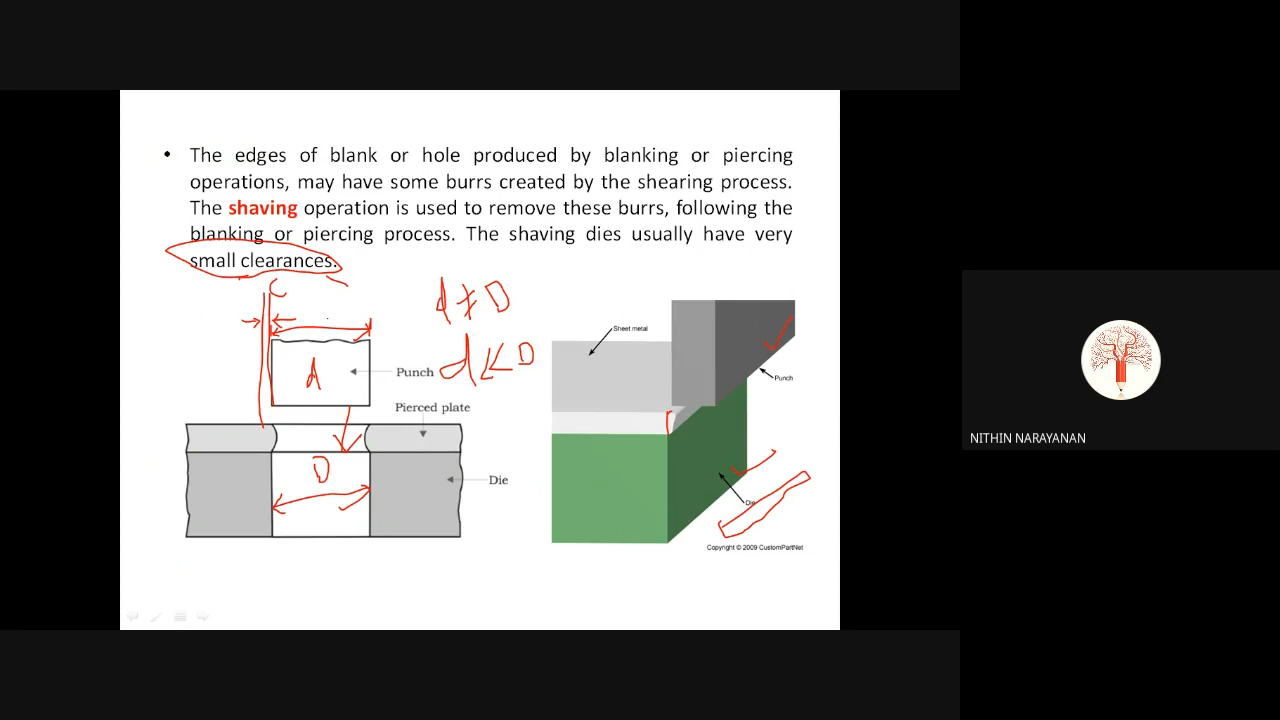 • The edges of blank or hole produced by blanking or piercing
operations, may have some burrs created by the shearing process.
The shaving operation is used to remove these burrs, following the
blanking or piercing process. The shaving dies usually have very
small clearances.
C
d ≠ D
d << D
d
Punch
Pierced plate
D
Die
Sheet metal
Punch
Die
Copyright © 2009 CustomPartNet
NITHIN NARAYANAN